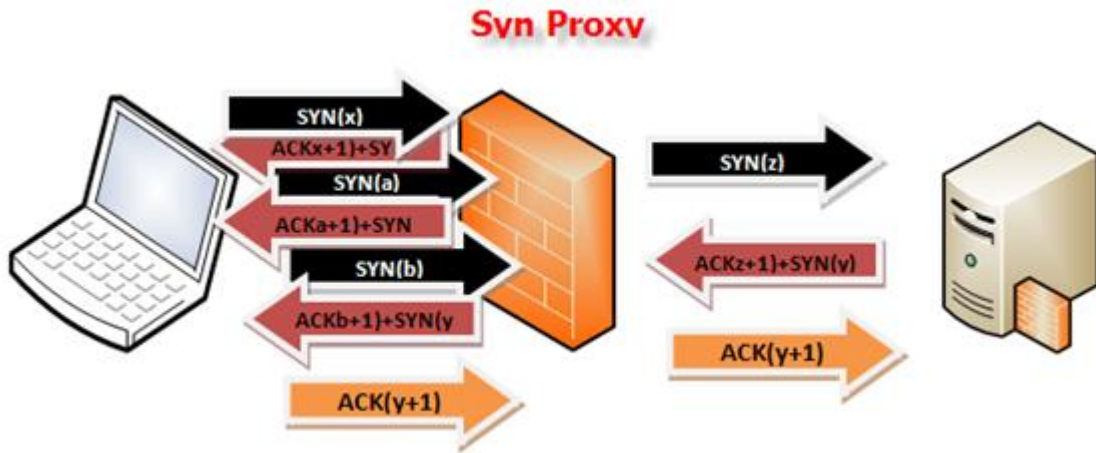 Syn Proxy
SYN(x)
ACKx+1)+SY
SYN(a)
ACKa+1)+SYN
SYN(b)
ACKb+1)+SYN(y
ACK(y+1)
SYN(z)
ACKz+1)+SYN(y)
ACK(y+1)